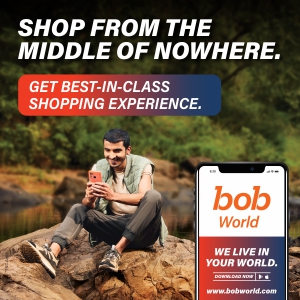 SHOP FROM THE
MIDDLE OF NOWHERE.
GET BEST-IN-CLASS
SHOPPING EXPERIENCE.
bob
World
WE LIVE IN
YOUR WORLD.
DOWNLOAD NOW
www.bobworld.com